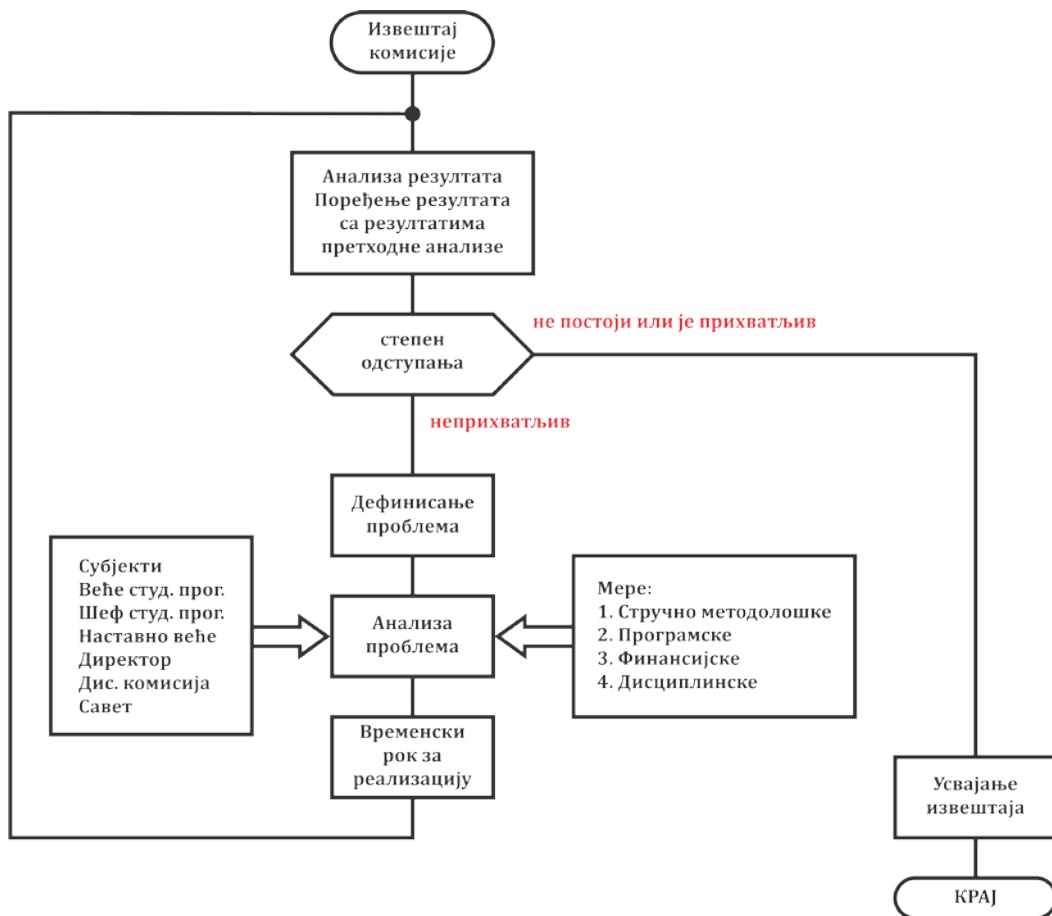 Извештај
комисије
Анализа резултата
Поређење резултата
са резултатима
претходне анализе
степен
одступања
не постоји или је прихватљив
неприхватљив
Дефинисање
проблема
Субјекти
Веће студ. прог.
Шеф студ. прог.
Наставно веће
Директор
Дис. комисија
Савет
Анализа
проблема
Мере:
1. Стручно методолошке
2. Програмске
3. Финансијске
4. Дисциплинске
Временски
рок за
реализацију
Усвајање
извештаја
КРАЈ